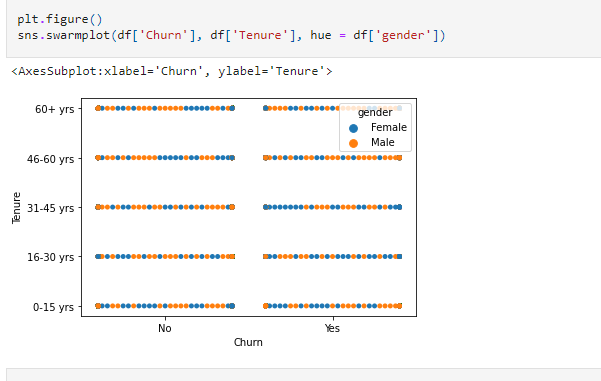 plt.figure()
sns.swarmplot(df['Churn'], df['Tenure'], hue = df['gender'])
<AxesSubplot:xlabel='Churn', ylabel='Tenure'>
60+ yrs
46-60 yrs
31-45 yrs
16-30 yrs
0-15 yrs
Tenure
gender
Female
Male
No
Yes
Churn